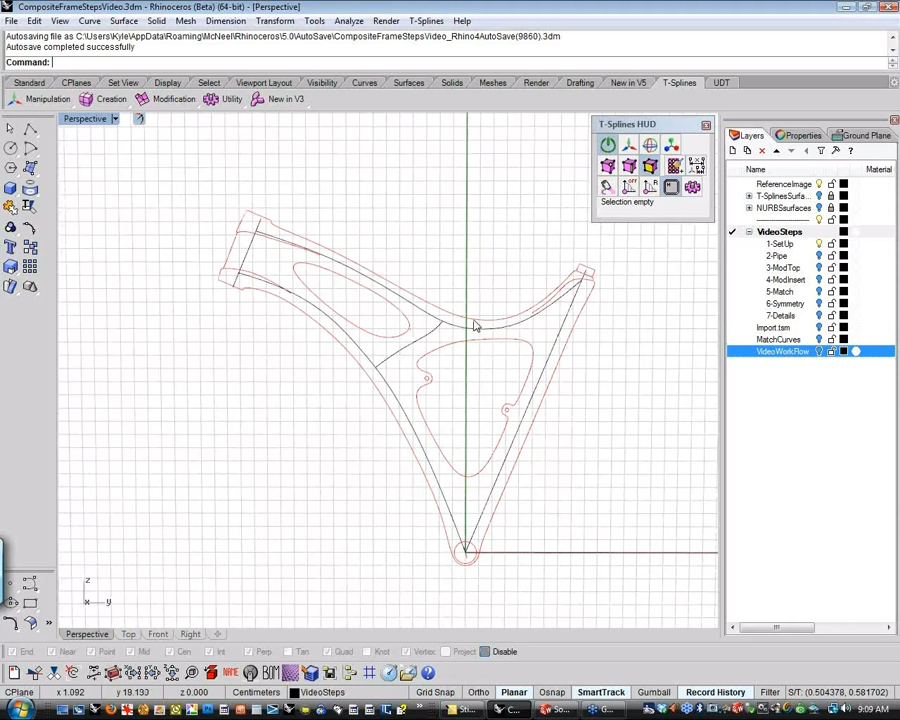 CompositeFrameStepsVideo.3dm - Rhinoceros (Beta) (64-bit) - [Perspective]
File Edit View Curve Surface Solid Mesh Dimension Transform Tools Analyze Render T-Splines Help
Autosaving file as C:\Users\Kyle\AppData\Roaming\McNeel\Rhinoceros\5.0\AutoSave\CompositeFrameStepsVideo_Rhino4AutoSave(9860).3dm
Autosave completed successfully
Command:
Standard CPlanes Set View Display Select Viewport Layout Visibility Curves Surfaces Solids Meshes Render Drafting New in V5 T-Splines UDT
Manipulation Creation Modification Utility New in V3
Perspective
T-Splines HUD
OFF R
Selection empty
Layers Properties Ground Plane
Name Material
ReferenceImage
T-SplinesSurfa...
NURBSsurfaces
VideoSteps
1-SetUp
2-Pipe
3-ModTop
4-ModInsert
5-Match
6-Symmetry
7-Details
Import.tsm
MatchCurves
VideoWorkFlow
z
x y
Perspective Top Front Right
End Near Point Mid Cen Int Perp Tan Quad Knot Vertex Project Disable
NAME
CPlane x 1.092 y 18.130 z 0.000 Centimeters VideoSteps Grid Snap Ortho Planar Osnap SmartTrack Gumball Record History Filter S/T: (0.504378, 0.581702)
Sti... C... So... G... 9:09 AM